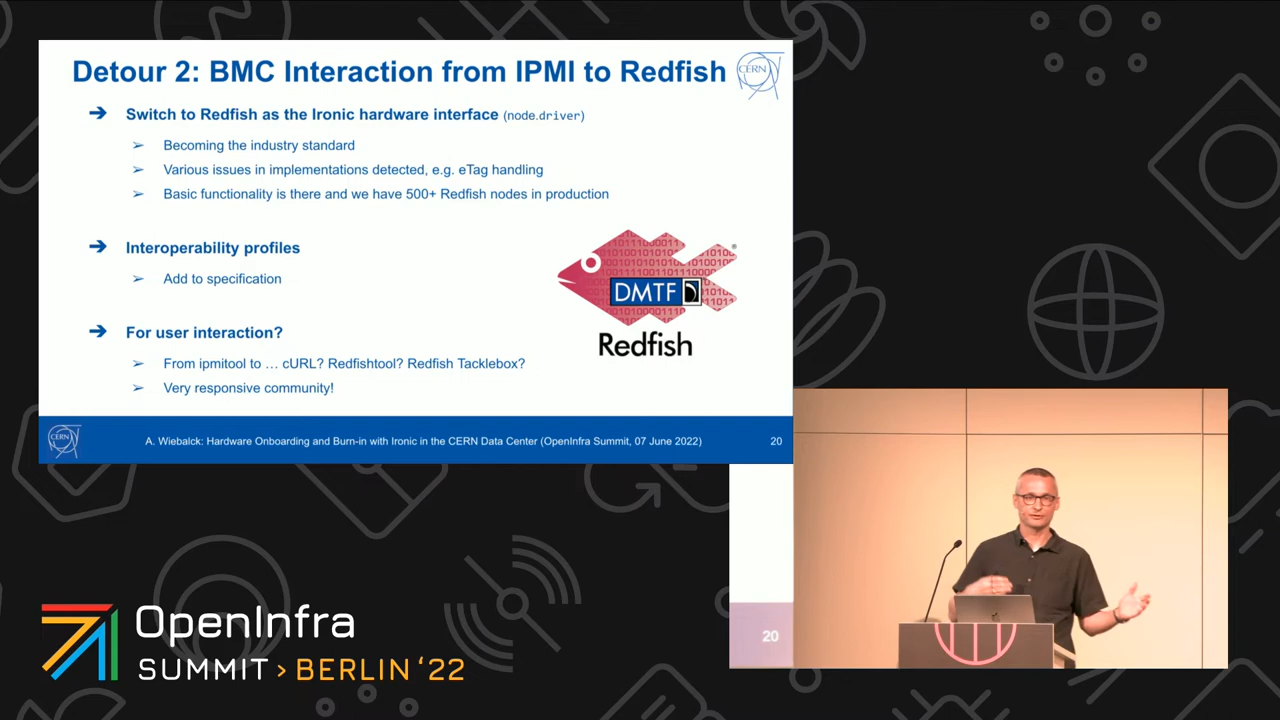 Detour 2: BMC Interaction from IPMI to Redfish
CERN
➔ Switch to Redfish as the Ironic hardware interface (node.driver)
➢ Becoming the industry standard
➢ Various issues in implementations detected, e.g. eTag handling
➢ Basic functionality is there and we have 500+ Redfish nodes in production
➔ Interoperability profiles
➢ Add to specification
DMTF
Redfish
➔ For user interaction?
➢ From ipmitool to … cURL? Redfishtool? Redfish Tacklebox?
➢ Very responsive community!
CERN
A. Wiebalck: Hardware Onboarding and Burn-in with Ironic in the CERN Data Center (OpenInfra Summit, 07 June 2022)
20
20
OpenInfra
SUMMIT › BERLIN ‘22